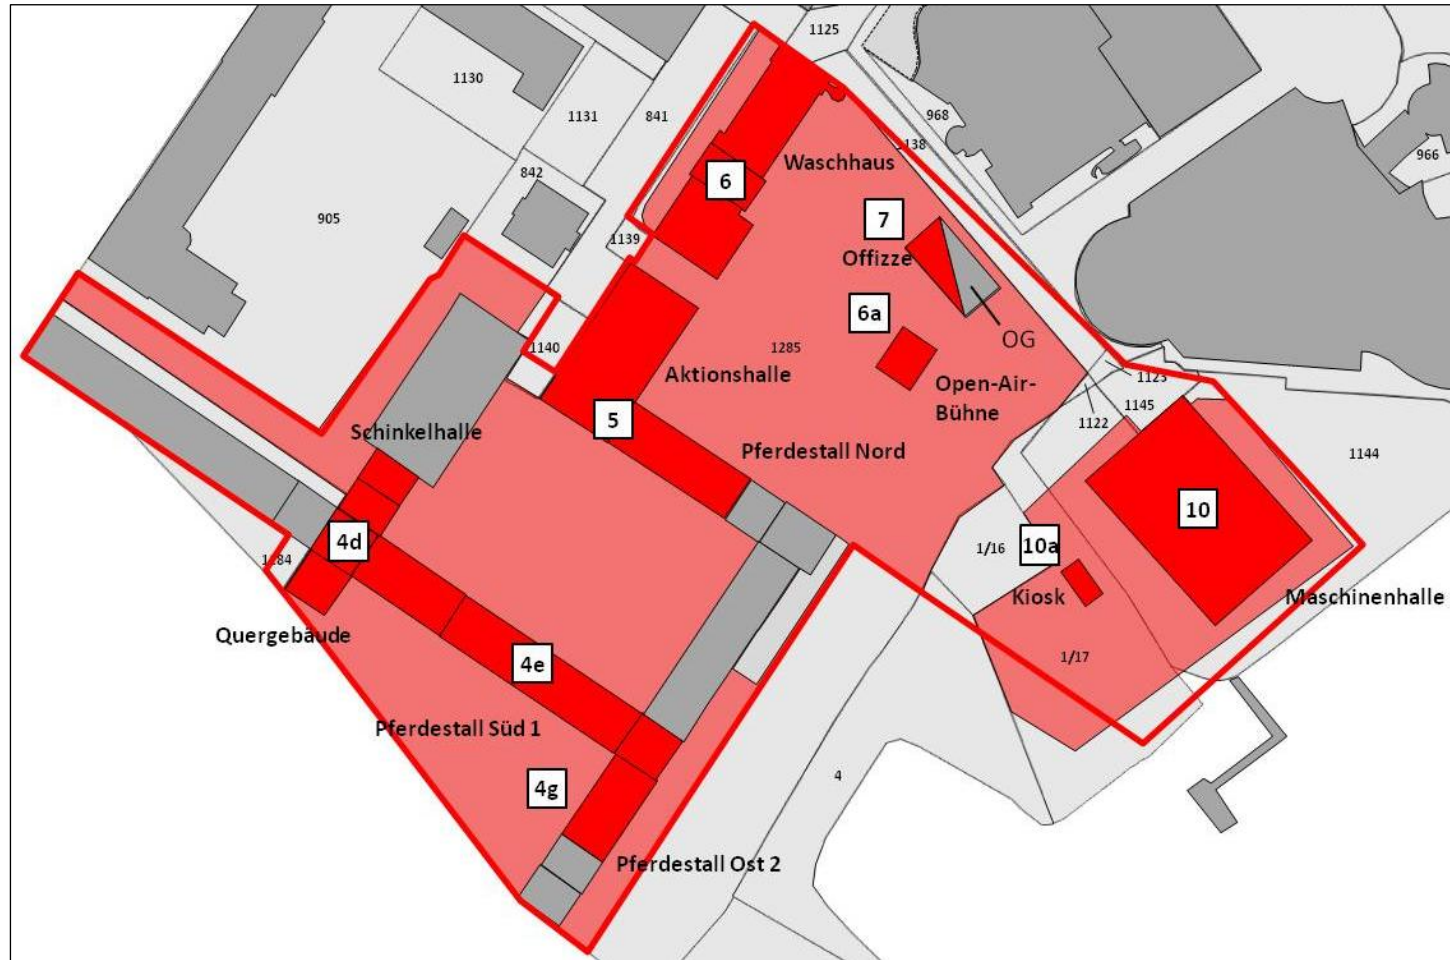 1125
1130
1131
841
968
1138
966
842
905
6
Waschhaus
7
1139
Offizze
6a
OG
1140
1285
Aktionshalle
Open-Air-
Bühne
1123
1145
1122
5
Schinkelhalle
Pferdestall Nord
1144
10
4d
1/16
10a
1284
Kiosk
Maschinenhalle
Quergebäude
4e
1/17
Pferdestall Süd 1
4g
4
Pferdestall Ost 2